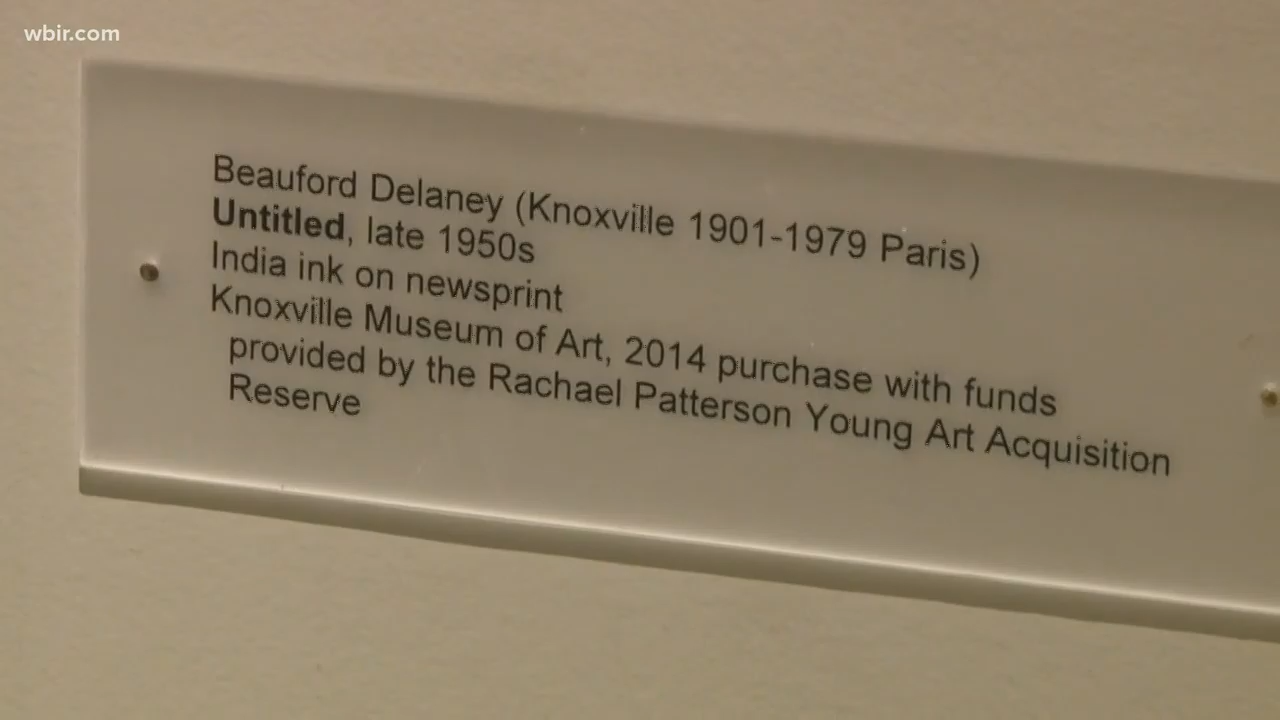 wbir.com
Beauford Delaney (Knoxville 1901-1979 Paris)
Untitled, late 1950s
India ink on newsprint
Knoxville Museum of Art, 2014 purchase with funds
provided by the Rachael Patterson Young Art Acquisition
Reserve